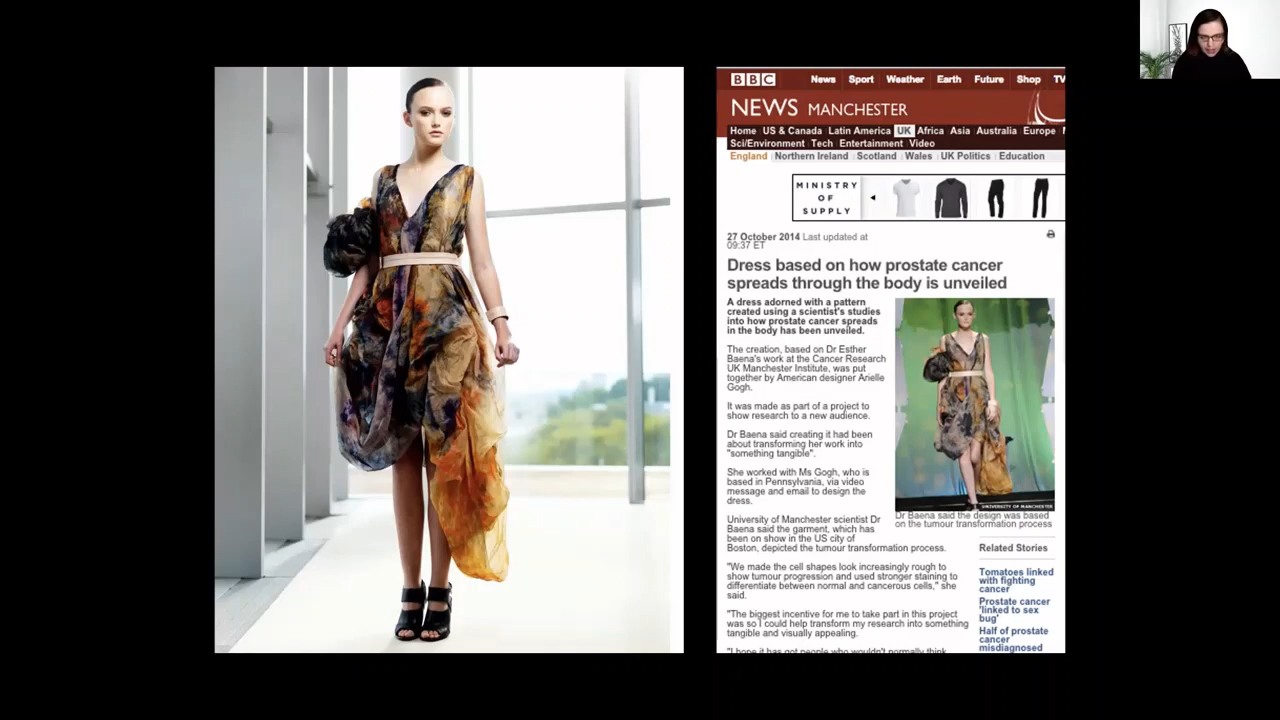 BBC News Sport Weather Earth Future Shop TV
NEWS MANCHESTER
Home US & Canada Latin America UK Africa Asia Australia Europe
Sci/Environment Tech Entertainment Video
England Northern Ireland Scotland Wales UK Politics Education
MINISTRY
OF
SUPPLY
27 October 2014 Last updated at
09:37 ET
Dress based on how prostate cancer
spreads through the body is unveiled
A dress adorned with a pattern
created using a scientist's studies
into how prostate cancer spreads
in the body has been unveiled.
The creation, based on Dr Esther
Baena's work at the Cancer Research
UK Manchester Institute, was put
together by American designer Arielle
Gogh.
It was made as part of a project to
show research to a new audience.
Dr Baena said creating it had been
about transforming her work into
"something tangible".
She worked with Ms Gogh, who is
based in Pennsylvania, via video
message and email to design the
dress.
University of Manchester scientist Dr
Baena said the garment, which has
been on show in the US city of
Boston, depicted the tumour transformation process.
"We made the cell shapes look increasingly rough to
show tumour progression and used stronger staining to
differentiate between normal and cancerous cells," she
said.
"The biggest incentive for me to take part in this project
was so I could help transform my research into something
tangible and visually appealing.
"I hope it has got people who wouldn't normally think
UNIVERSITY OF MANCHESTER
Dr Baena said the design was based
on the tumour transformation process
Related Stories
Tomatoes linked
with fighting
cancer
Prostate cancer
'linked to sex
bug'
Half of prostate
cancer
misdiagnosed